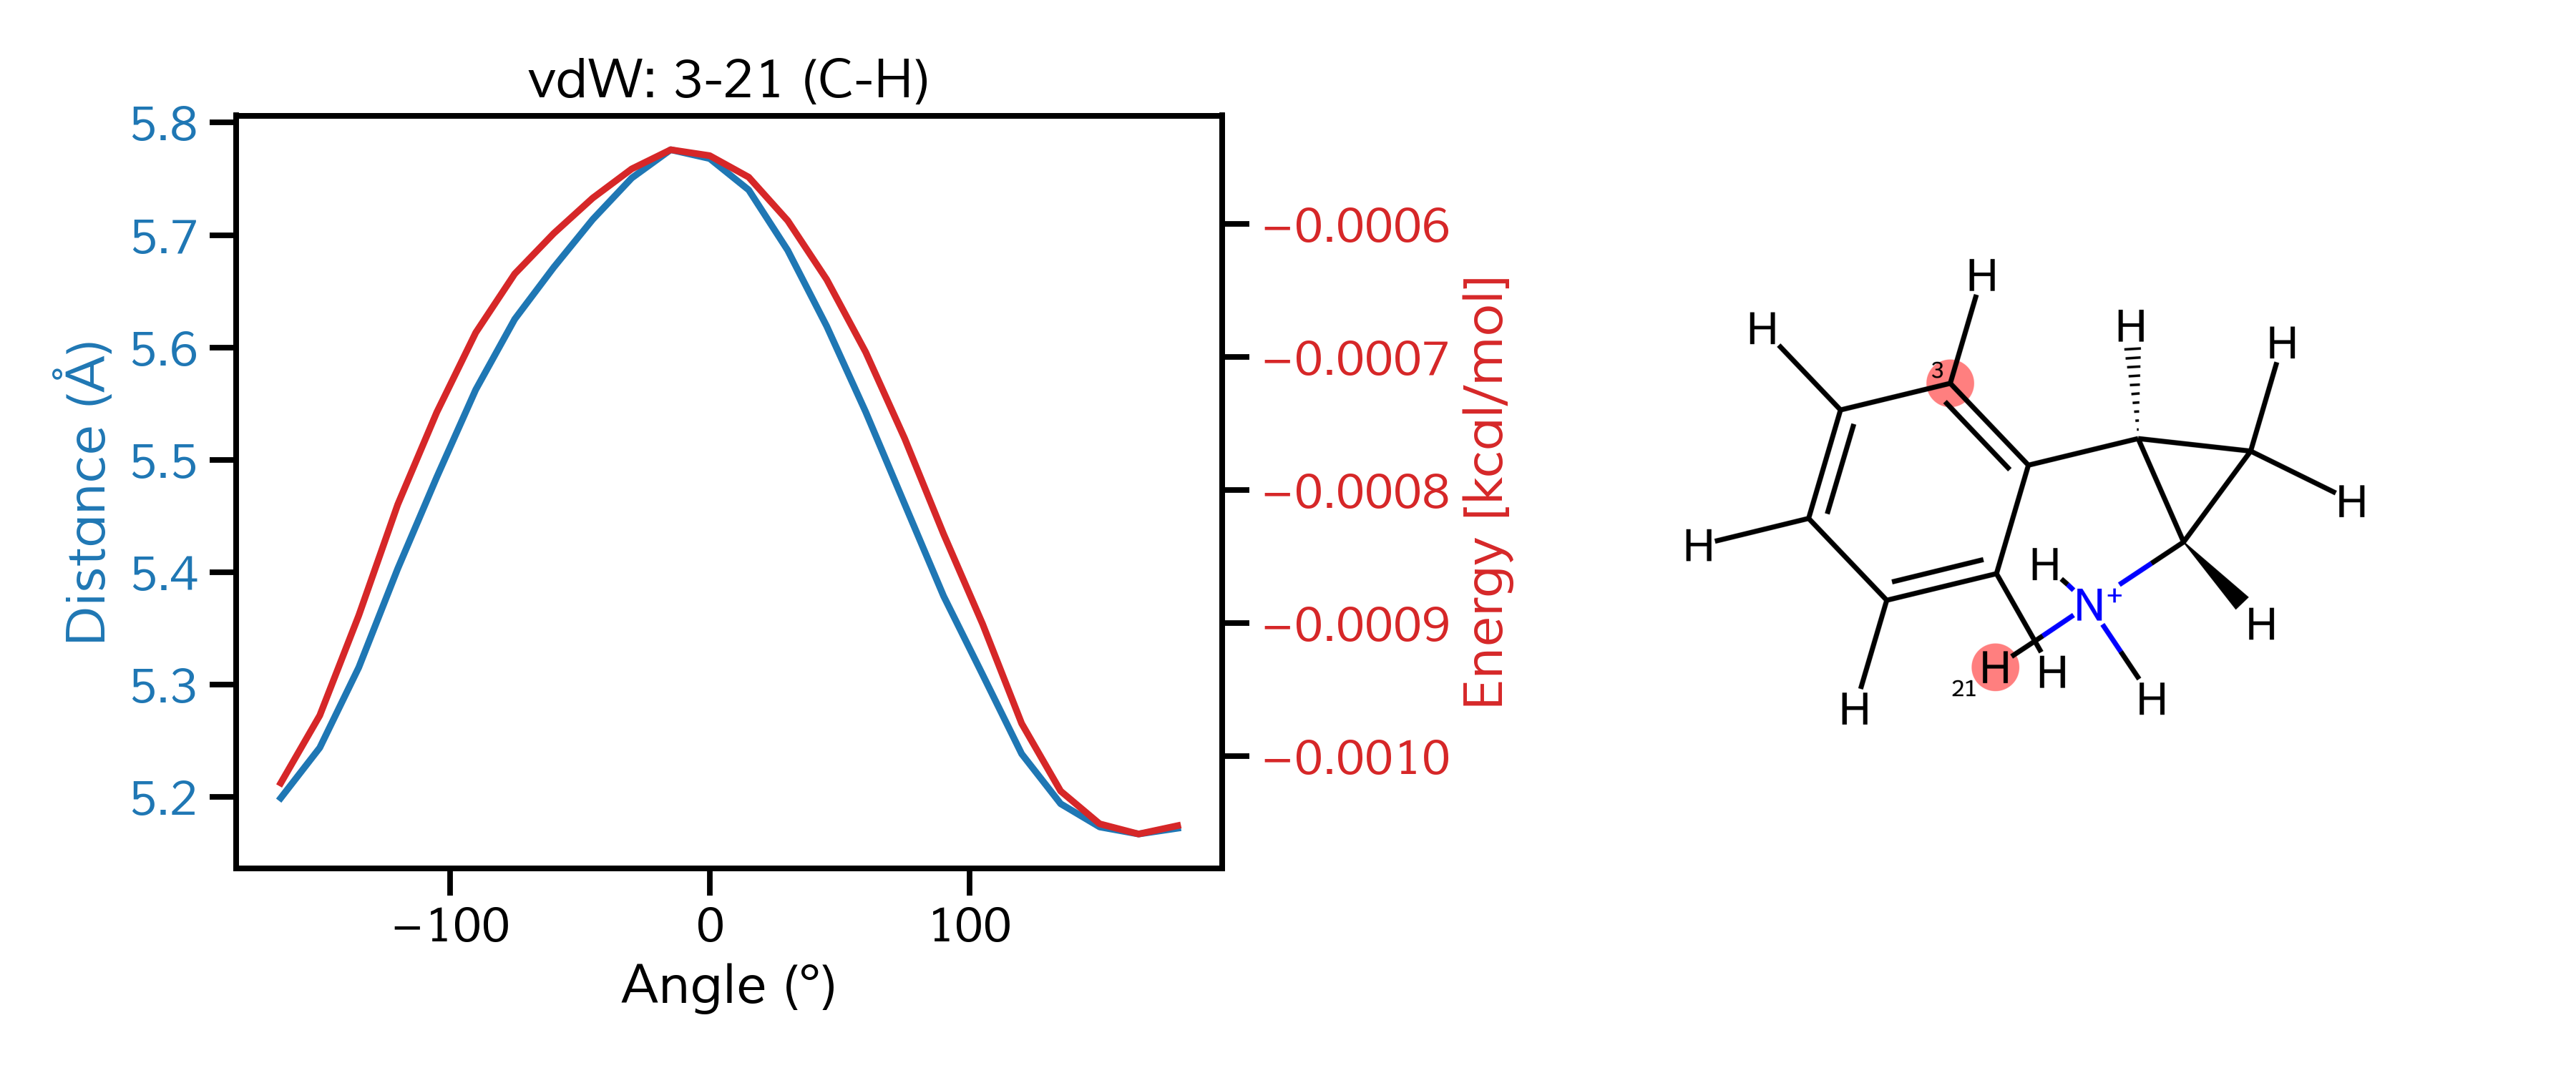 vdW: 3-21 (C-H)
5.8
5.7
5.6
5.5
5.4
5.3
5.2
Distance (Å)
−100
0
100
Angle (°)
−0.0006
−0.0007
−0.0008
−0.0009
−0.0010
Energy [kcal/mol]
H
H
H
H
3
H
H
H
H
N+
H
H
21
H
H
H